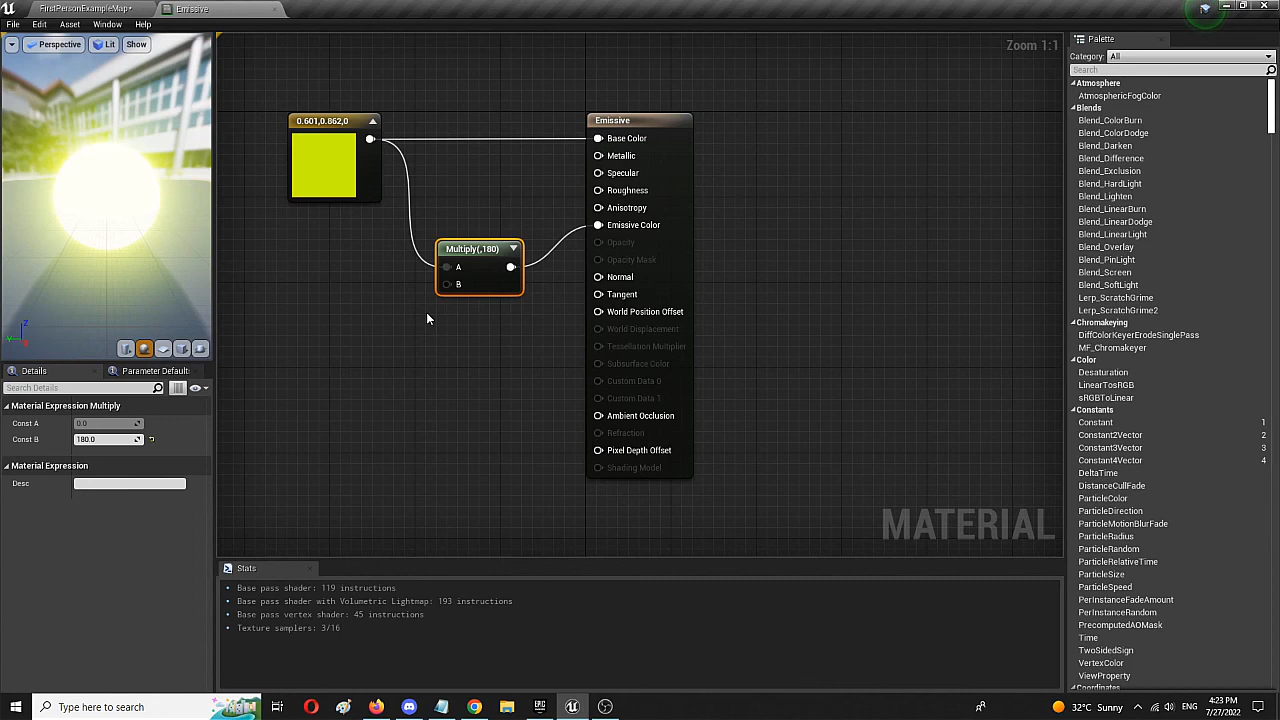 FirstPersonExampleMap*
Emissive
File Edit Asset Window Help
Perspective Lit Show
Zoom 1:1
0.601,0.862,0
Multiply(,180)
A
B
Emissive
Base Color
Metallic
Specular
Roughness
Anisotropy
Emissive Color
Opacity
Opacity Mask
Normal
Tangent
World Position Offset
World Displacement
Tessellation Multiplier
Subsurface Color
Custom Data 0
Custom Data 1
Ambient Occlusion
Refraction
Pixel Depth Offset
Shading Model
MATERIAL
Z
Y
Details
Parameter Default
Search Details
Material Expression Multiply
Const A 0.0
Const B 180.0
Material Expression
Desc
Stats
Base pass shader: 119 instructions
Base pass shader with Volumetric Lightmap: 193 instructions
Base pass vertex shader: 45 instructions
Texture samplers: 3/16
Palette
Category: All
Search
Atmosphere
AtmosphericFogColor
Blends
Blend_ColorBurn
Blend_ColorDodge
Blend_Darken
Blend_Difference
Blend_Exclusion
Blend_HardLight
Blend_Lighten
Blend_LinearBurn
Blend_LinearDodge
Blend_LinearLight
Blend_Overlay
Blend_PinLight
Blend_Screen
Blend_SoftLight
Lerp_ScratchGrime
Lerp_ScratchGrime2
Chromakeying
DiffColorKeyerErodeSinglePass
MF_Chromakeyer
Color
Desaturation
LinearTosRGB
sRGBToLinear
Constants
Constant 1
Constant2Vector 2
Constant3Vector 3
Constant4Vector 4
DeltaTime
DistanceCullFade
ParticleColor
ParticleDirection
ParticleMotionBlurFade
ParticleRadius
ParticleRandom
ParticleRelativeTime
ParticleSize
ParticleSpeed
PerInstanceFadeAmount
PerInstanceRandom
PrecomputedAOMask
Time
TwoSidedSign
VertexColor
ViewProperty
Coordinates
Type here to search
32°C Sunny
ENG
4:23 PM
7/27/2022